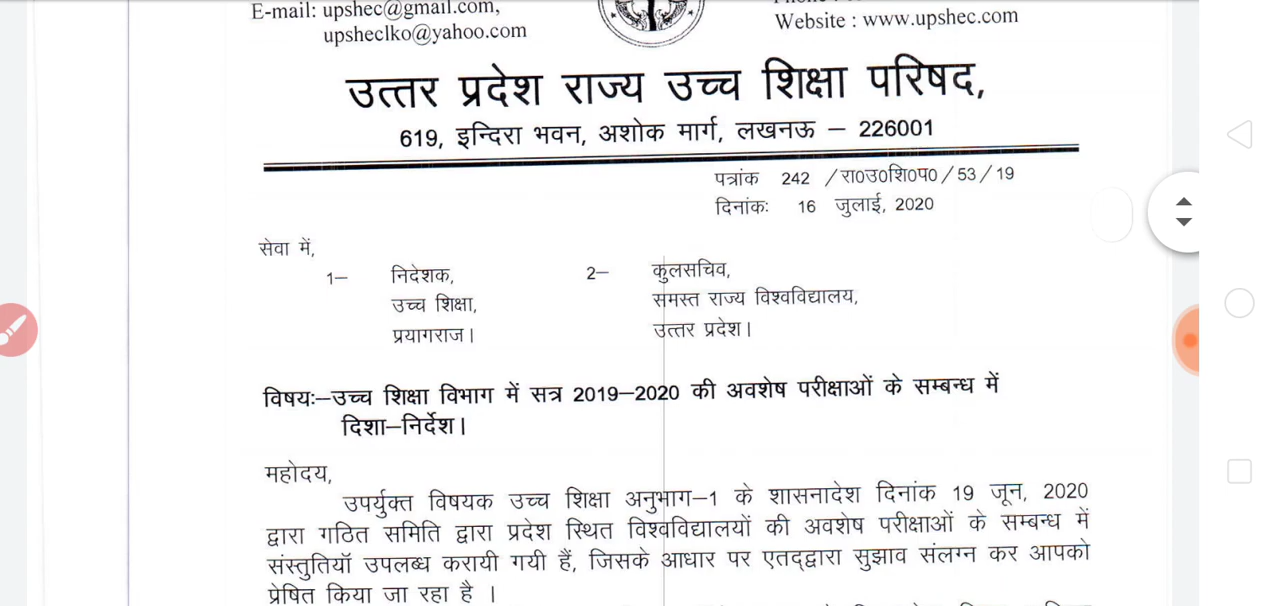 E-mail: upshec@gmail.com,
upsheclko@yahoo.com
Website : www.upshec.com
उत्तर प्रदेश राज्य उच्च शिक्षा परिषद,
619, इन्दिरा भवन, अशोक मार्ग, लखनऊ – 226001
पत्रांक 242 /रा0उ0शि0प0/53/19
दिनांकः 16 जुलाई, 2020
सेवा में,
1— निदेशक,
उच्च शिक्षा,
प्रयागराज।
2— कुलसचिव,
समस्त राज्य विश्वविद्यालय,
उत्तर प्रदेश।
विषयः–उच्च शिक्षा विभाग में सत्र 2019–2020 की अवशेष परीक्षाओं के सम्बन्ध में
दिशा–निर्देश।
महोदय,
उपर्युक्त विषयक उच्च शिक्षा अनुभाग–1 के शासनादेश दिनांक 19 जून, 2020
द्वारा गठित समिति द्वारा प्रदेश स्थित विश्वविद्यालयों की अवशेष परीक्षाओं के सम्बन्ध में
संस्तुतियॉ उपलब्ध करायी गयी हैं, जिसके आधार पर एतद्द्वारा सुझाव संलग्न कर आपको
प्रेषित किया जा रहा है ।